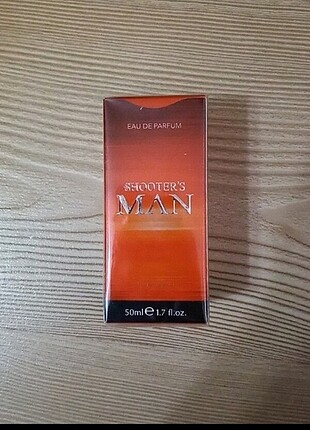 EAU DE PARFUM
SHOOTER'S
MAN
50ml e 1.7 fl.oz.